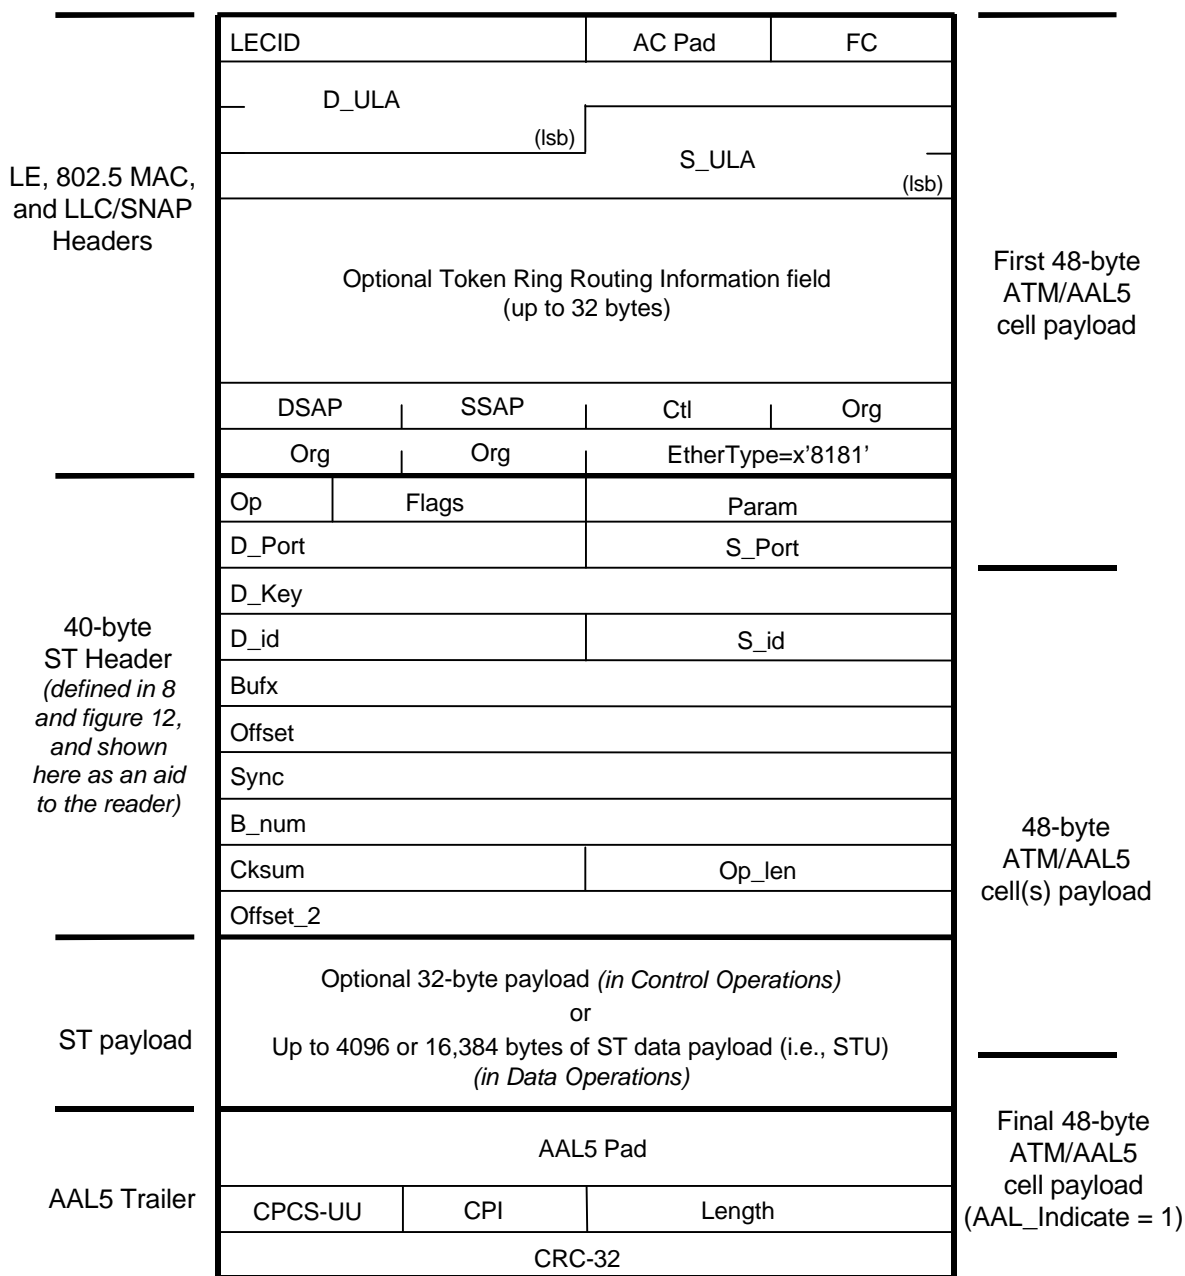 LECID AC Pad FC
D_ULA
(lsb)
S_ULA
(lsb)
LE, 802.5 MAC,
and LLC/SNAP
Headers
Optional Token Ring Routing Information field
(up to 32 bytes)
First 48-byte
ATM/AAL5
cell payload
DSAP SSAP Ctl Org
Org Org EtherType=x'8181'
Op Flags Param
D_Port S_Port
D_Key
D_id S_id
Bufx
Offset
Sync
B_num
Cksum Op_len
Offset_2
40-byte
ST Header
(defined in 8
and figure 12,
and shown
here as an aid
to the reader)
48-byte
ATM/AAL5
cell(s) payload
ST payload
Optional 32-byte payload (in Control Operations)
or
Up to 4096 or 16,384 bytes of ST data payload (i.e., STU)
(in Data Operations)
AAL5 Trailer
AAL5 Pad
CPCS-UU CPI Length
CRC-32
Final 48-byte
ATM/AAL5
cell payload
(AAL_Indicate = 1)